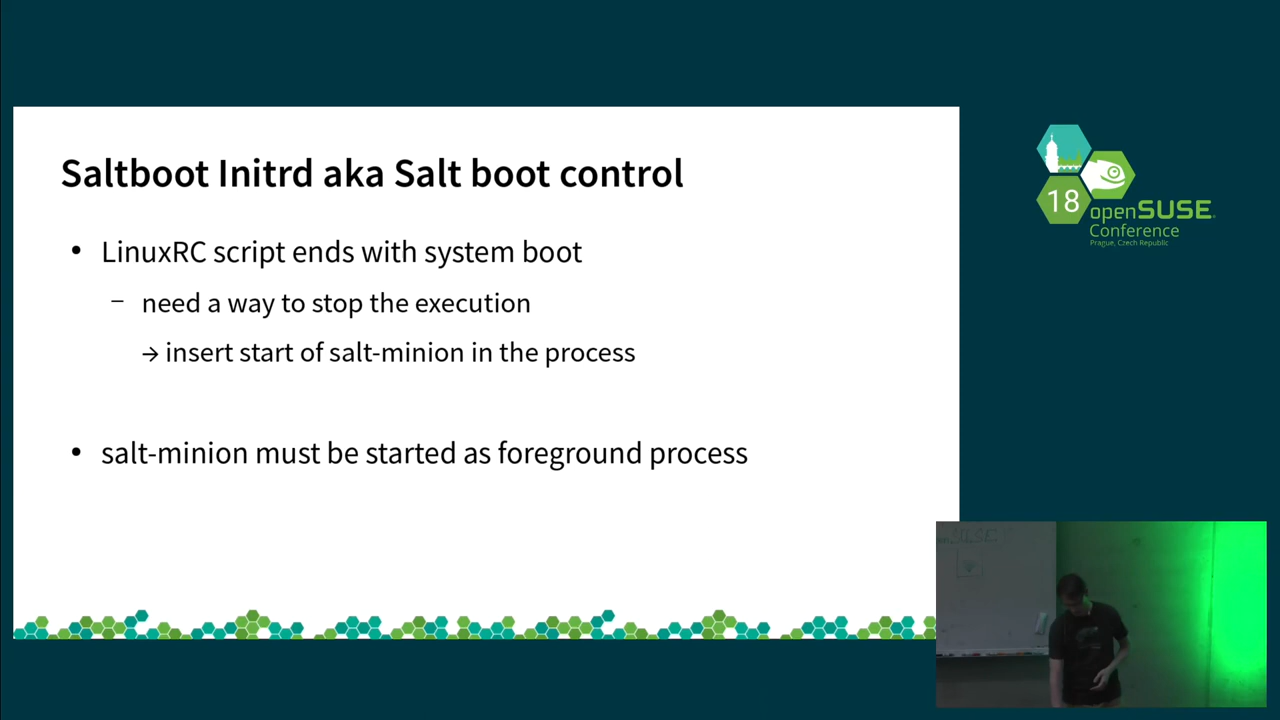 Saltboot Initrd aka Salt boot control
• LinuxRC script ends with system boot
– need a way to stop the execution
→ insert start of salt-minion in the process
• salt-minion must be started as foreground process
18
openSUSE
Conference
Prague, Czech Republic